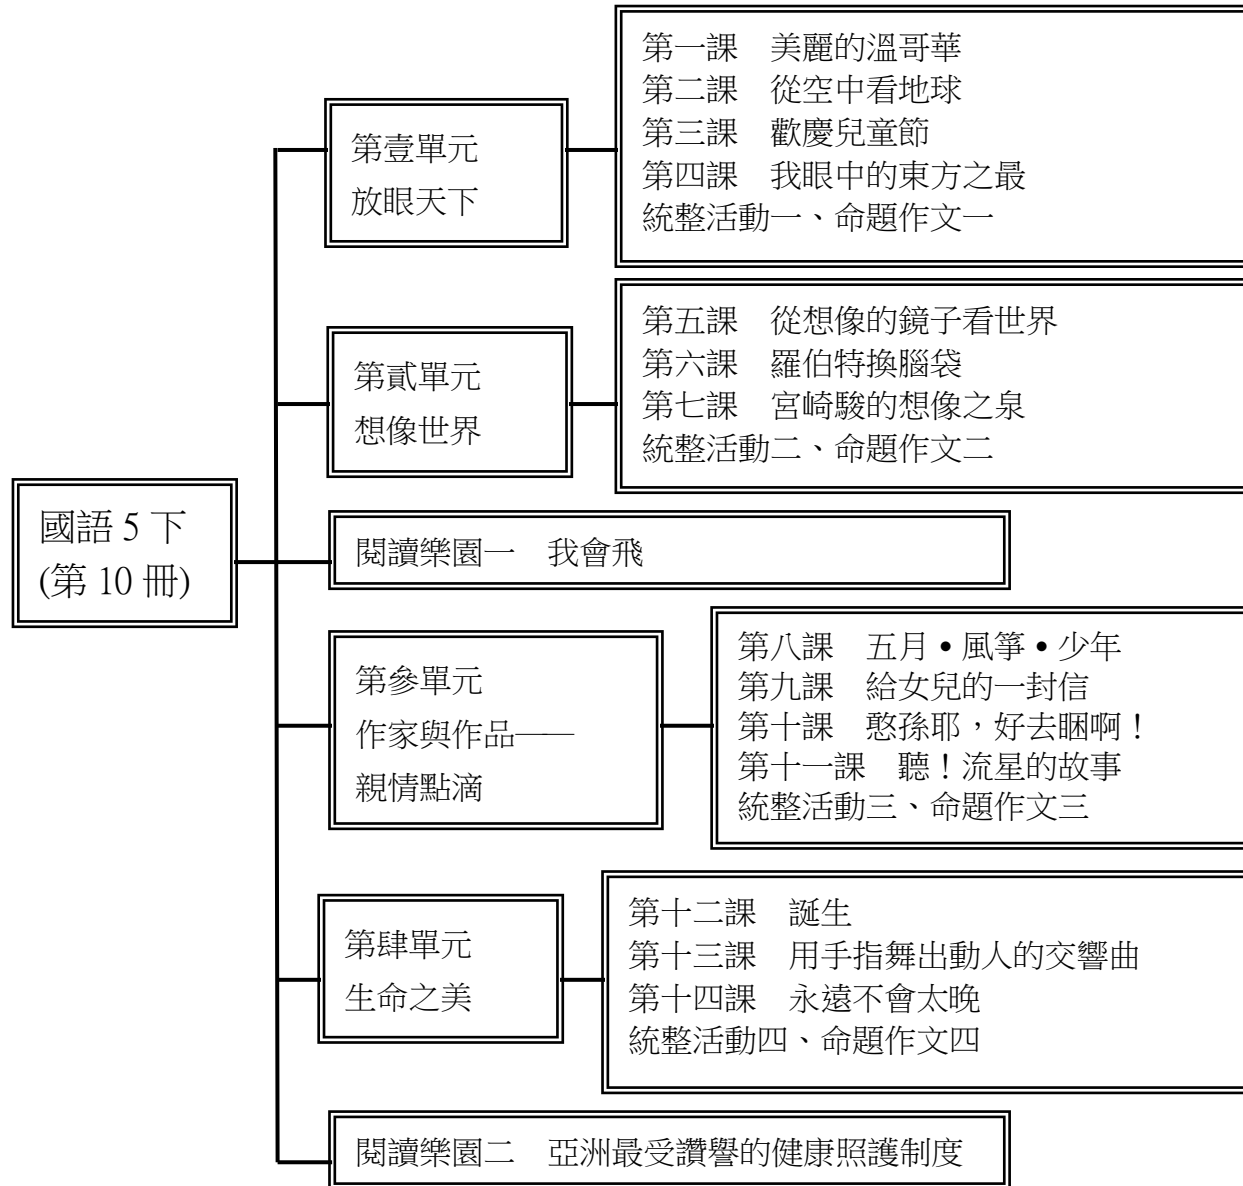 國語 5 下
(第 10 冊)
第壹單元
放眼天下
第一課　美麗的溫哥華
第二課　從空中看地球
第三課　歡慶兒童節
第四課　我眼中的東方之最
統整活動一、命題作文一
第貳單元
想像世界
第五課　從想像的鏡子看世界
第六課　羅伯特換腦袋
第七課　宮崎駿的想像之泉
統整活動二、命題作文二
閱讀樂園一　我會飛
第參單元
作家與作品——
親情點滴
第八課　五月•風箏•少年
第九課　給女兒的一封信
第十課　憨孫耶，好去睏啊！
第十一課　聽！流星的故事
統整活動三、命題作文三
第肆單元
生命之美
第十二課　誕生
第十三課　用手指舞出動人的交響曲
第十四課　永遠不會太晚
統整活動四、命題作文四
閱讀樂園二　亞洲最受讚譽的健康照護制度